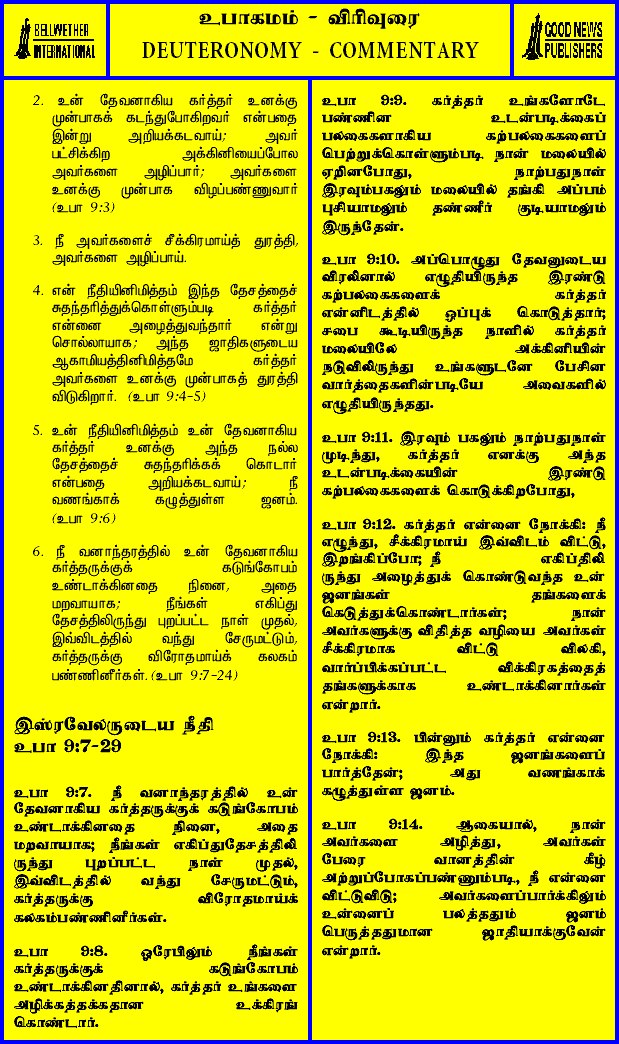 BELLWETHER
INTERNATIONAL
உபாகமம் - விரிவுரை
DEUTERONOMY - COMMENTARY
GOOD NEWS
PUBLISHERS
2. உன் தேவனாகிய கர்த்தர் உனக்கு
முன்பாகக் கடந்துபோகிறவர் என்பதை
இன்று அறியக்கடவாய்; அவர்
பட்சிக்கிற அக்கினியைப்போல
அவர்களை அழிப்பார்; அவர்களை
உனக்கு முன்பாக விழப்பண்ணுவார்
(உபா 9:3)
3. நீ அவர்களைச் சீக்கிரமாய்த் துரத்தி,
அவர்களை அழிப்பாய்.
4. என் நீதியினிமித்தம் இந்த தேசத்தைச்
சுதந்தரித்துக்கொள்ளும்படி கர்த்தர்
என்னை அழைத்துவந்தார் என்று
சொல்லாயாக; அந்த ஜாதிகளுடைய
ஆகாமியத்தினிமித்தமே கர்த்தர்
அவர்களை உனக்கு முன்பாகத் துரத்தி
விடுகிறார். (உபா 9:4-5)
5. உன் நீதியினிமித்தம் உன் தேவனாகிய
கர்த்தர் உனக்கு அந்த நல்ல
தேசத்தைச் சுதந்தரிக்கக் கொடார்
என்பதை அறியக்கடவாய்; நீ
வணங்காக் கழுத்துள்ள ஜனம்.
(உபா 9:6)
6. நீ வனாந்தரத்தில் உன் தேவனாகிய
கர்த்தருக்குக் கடுங்கோபம்
உண்டாக்கினதை நினை, அதை
மறவாயாக; நீங்கள் எகிப்து
தேசத்திலிருந்து புறப்பட்ட நாள் முதல்,
இவ்விடத்தில் வந்து சேருமட்டும்,
கர்த்தருக்கு விரோதமாய்க் கலகம்
பண்ணினீர்கள். (உபா 9:7-24)
இஸ்ரவேலருடைய நீதி
உபா 9:7-29
உபா 9:7. நீ வனாந்தரத்தில் உன்
தேவனாகிய கர்த்தருக்குக் கடுங்கோபம்
உண்டாக்கினதை நினை, அதை
மறவாயாக; நீங்கள் எகிப்துதேசத்திலி
ருந்து புறப்பட்ட நாள் முதல்,
இவ்விடத்தில் வந்து சேருமட்டும்,
கர்த்தருக்கு விரோதமாய்க்
கலகம்பண்ணினீர்கள்.
உபா 9:8. ஓரேபிலும் நீங்கள்
கர்த்தருக்குக் கடுங்கோபம்
உண்டாக்கினதினால், கர்த்தர் உங்களை
அழிக்கத்தக்கதான உக்கிரங்
கொண்டார்.
உபா 9:9. கர்த்தர் உங்களோடே
பண்ணின உடன்படிக்கைப்
பலகைகளாகிய கற்பலகைகளைப்
பெற்றுக்கொள்ளும்படி நான் மலையில்
ஏறினபோது, நாற்பதுநாள்
இரவும்பகலும் மலையில் தங்கி அப்பம்
புசியாமலும் தண்ணீர் குடியாமலும்
இருந்தேன்.
உபா 9:10. அப்பொழுது தேவனுடைய
விரலினால் எழுதியிருந்த இரண்டு
கற்பலகைகளைக் கர்த்தர்
என்னிடத்தில் ஒப்புக் கொடுத்தார்;
சபை கூடியிருந்த நாளில் கர்த்தர்
மலையிலே அக்கினியின்
நடுவிலிருந்து உங்களுடனே பேசின
வார்த்தைகளின்படியே அவைகளில்
எழுதியிருந்தது.
உபா 9:11. இரவும் பகலும் நாற்பதுநாள்
முடிந்து, கர்த்தர் எனக்கு அந்த
உடன்படிக்கையின் இரண்டு
கற்பலகைகளைக் கொடுக்கிறபோது,
உபா 9:12. கர்த்தர் என்னை நோக்கி: நீ
எழுந்து, சீக்கிரமாய் இவ்விடம் விட்டு,
இறங்கிப்போ; நீ எகிப்திலி
ருந்து அழைத்துக் கொண்டுவந்த உன்
ஜனங்கள் தங்களைக்
கெடுத்துக்கொண்டார்கள்; நான்
அவர்களுக்கு விதித்த வழியை அவர்கள்
சீக்கிரமாக விட்டு விலகி,
வார்ப்பிக்கப்பட்ட விக்கிரகத்தைத்
தங்களுக்காக உண்டாக்கினார்கள்
என்றார்.
உபா 9:13. பின்னும் கர்த்தர் என்னை
நோக்கி: இந்த ஜனங்களைப்
பார்த்தேன்; அது வணங்காக்
கழுத்துள்ள ஜனம்.
உபா 9:14. ஆகையால், நான்
அவர்களை அழித்து, அவர்கள்
பேரை வானத்தின் கீழ்
அற்றுப்போகப்பண்ணும்படி, நீ என்னை
விட்டுவிடு; அவர்களைப்பார்க்கிலும்
உன்னைப் பலத்ததும் ஜனம்
பெருத்ததுமான ஜாதியாக்குவேன்
என்றார்.